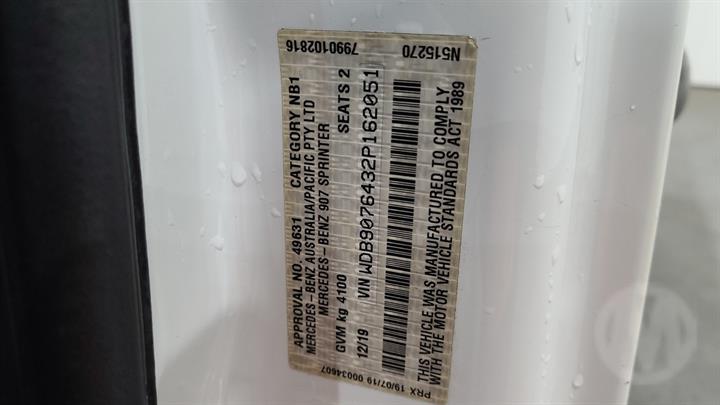 7990102816
N515270
APPROVAL NO. 49631 CATEGORY NB1
MERCEDES-BENZ AUSTRALIA/PACIFIC PTY LTD
MERCEDES-BENZ 907 SPRINTER
GVM kg 4100 SEATS 2
12/19 VIN WDB9076432P162051
THIS VEHICLE WAS MANUFACTURED TO COMPLY
WITH THE MOTOR VEHICLE STANDARDS ACT 1989
PRX 19/07/19 00034607
M